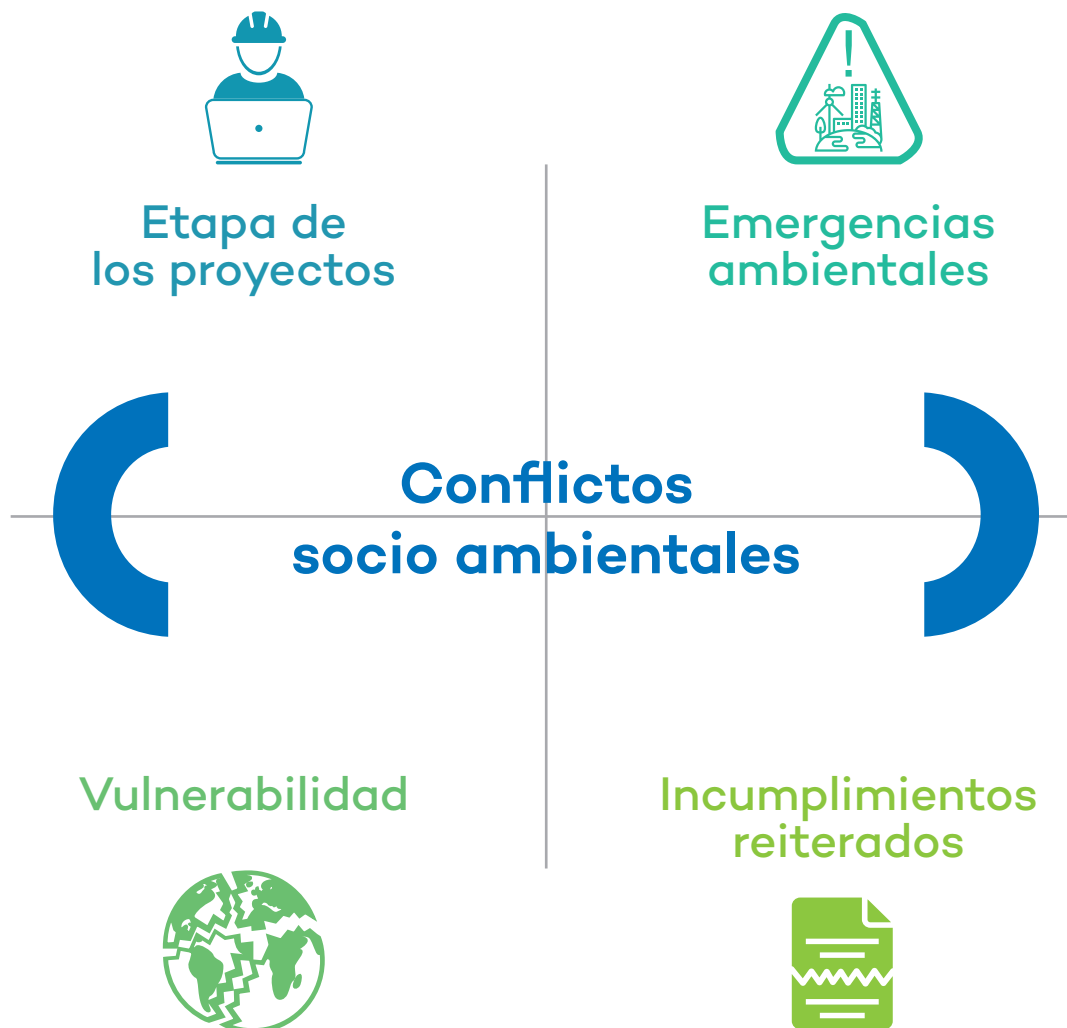 Etapa de
los proyectos
Emergencias
ambientales
Conflictos
socio ambientales
Vulnerabilidad
Incumplimientos
reiterados